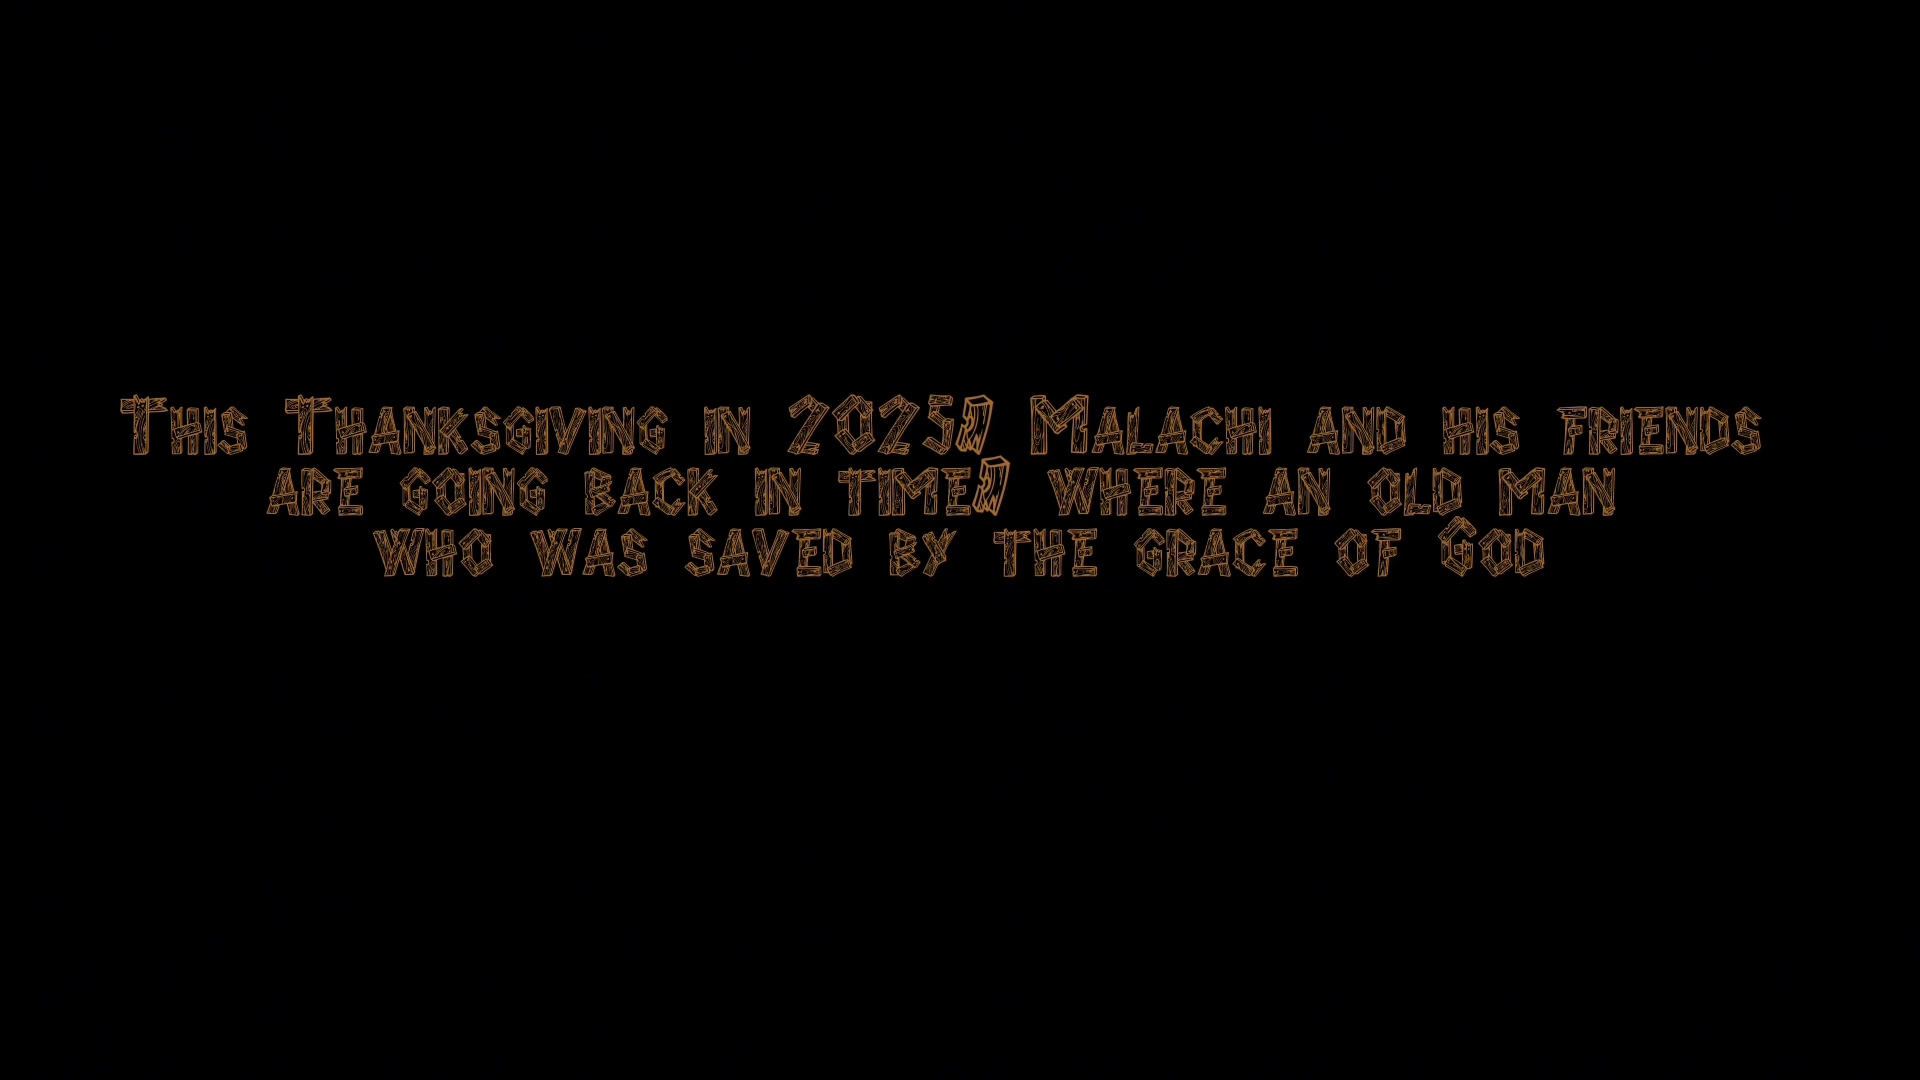 This Thanksgiving in 2025, Malachi and his friends
are going back in time, where an old man
who was saved by the grace of God